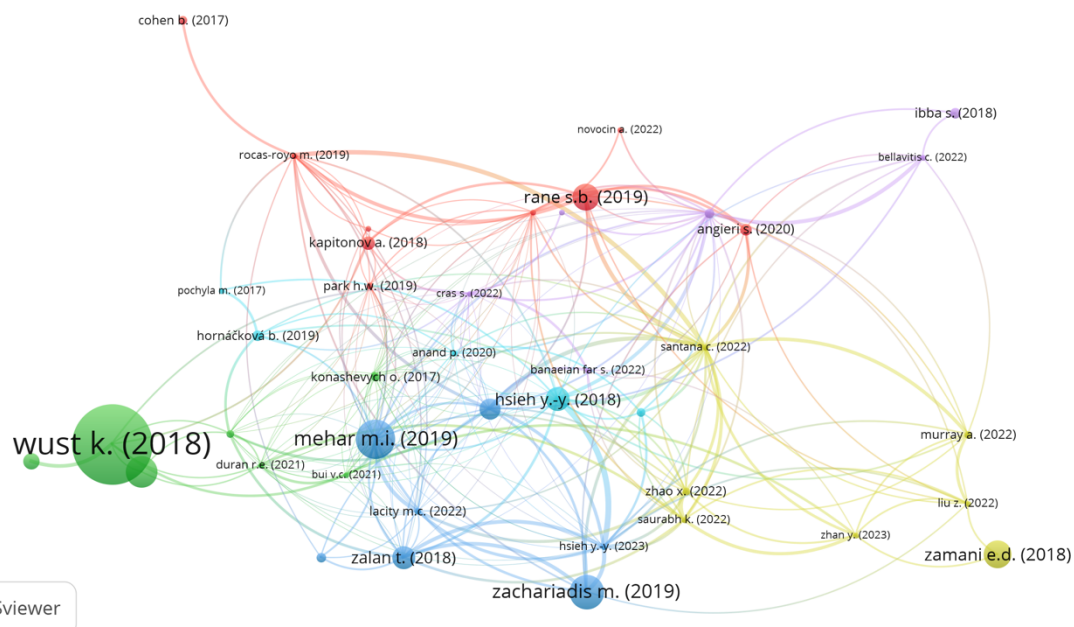 cohen b. (2017)
ibba s. (2018)
novocin a. (2022)
rocas-royo m. (2019)
bellavitis c. (2022)
rane s.b. (2019)
angieri s. (2020)
kapitonov a. (2018)
park h.w. (2019)
pochyla m. (2017)
cras s. (2022)
hornáčková b. (2019)
santana c. (2022)
anand p. (2020)
banaeian far s. (2022)
konashevych o. (2017)
hsieh y.-y. (2018)
mehar m.i. (2019)
murray a. (2022)
wust k. (2018)
duran r.e. (2021)
bui v.c. (2021)
zhao x. (2022)
liu z. (2022)
lacity m.c. (2022)
saurabh k. (2022)
zhan y. (2023)
hsieh y.-y. (2023)
zamani e.d. (2018)
zalan t. (2018)
zachariadis m. (2019)
viewer